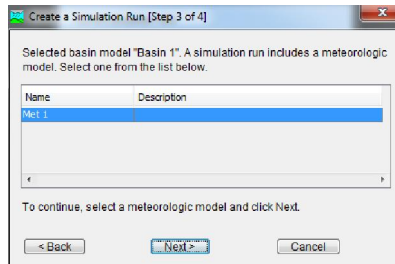 Create a Simulation Run [Step 3 of 4]
x
Selected basin model "Basin 1". A simulation run includes a meteorologic
model. Select one from the list below.
Name Description
Met 1
To continue, select a meteorologic model and click Next.
< Back Next > Cancel